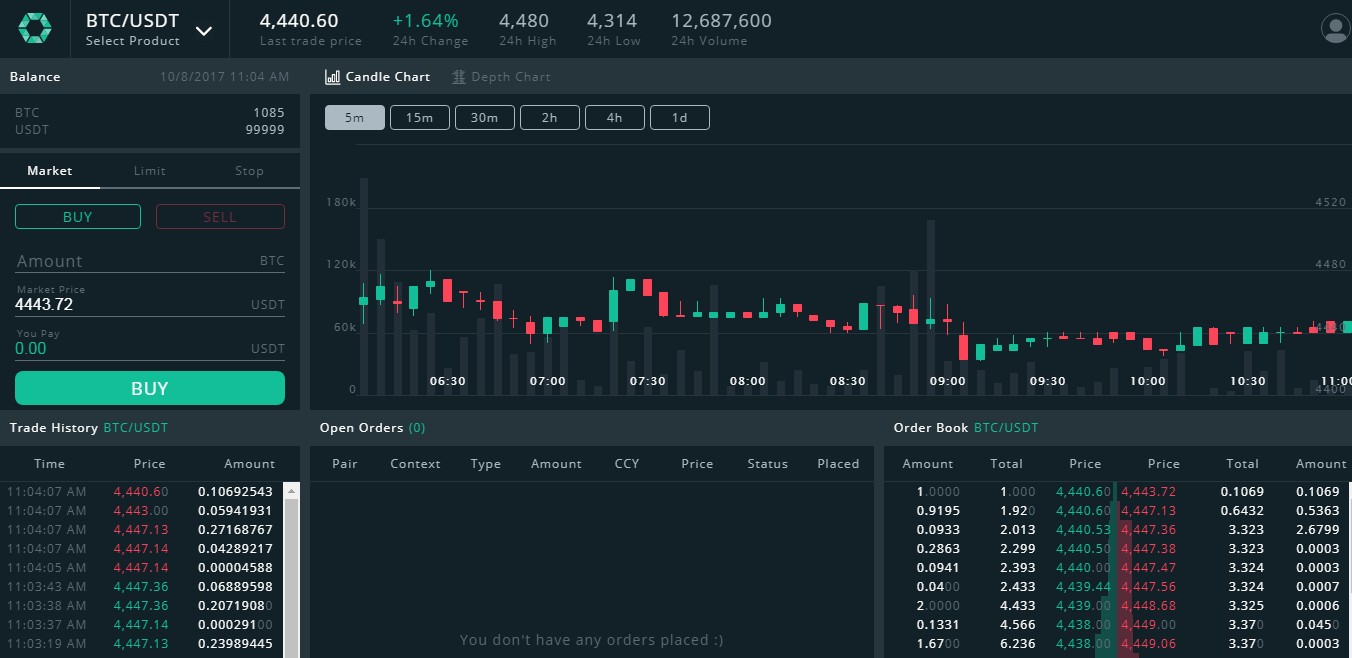 BTC/USDT 4,440.60 +1.64% 4,480 4,314 12,687,600
Select Product Last trade price 24h Change 24h High 24h Low 24h Volume
Balance 10/8/2017 11:04 AM
BTC 1085
USDT 99999
Market Limit Stop
BUY SELL
Amount BTC
Market Price
4443.72 USDT
You Pay
0.00 USDT
BUY
Candle Chart Depth Chart
5m 15m 30m 2h 4h 1d
180k 4520
120k 4480
60k 4440
06:30 07:00 07:30 08:00 08:30 09:00 09:30 10:00 10:30 11:00
0 4400
Trade History BTC/USDT
Time Price Amount
11:04:07 AM 4,440.60 0.10692543
11:04:07 AM 4,443.00 0.05941931
11:04:07 AM 4,447.13 0.27168767
11:04:07 AM 4,447.14 0.04289217
11:04:05 AM 4,447.14 0.00004588
11:03:43 AM 4,447.36 0.06889598
11:03:38 AM 4,447.36 0.20719080
11:03:37 AM 4,447.14 0.00029100
11:03:19 AM 4,447.13 0.23989445
Open Orders (0)
Pair Context Type Amount CCY Price Status Placed
You don't have any orders placed :)
Order Book BTC/USDT
Amount Total Price Price Total Amount
1.0000 1.000 4,440.60 4,443.72 0.1069 0.1069
0.9195 1.920 4,440.60 4,447.13 0.6432 0.5363
0.0933 2.013 4,440.53 4,447.36 3.323 2.6799
0.2863 2.299 4,440.50 4,447.38 3.323 0.0003
0.0941 2.393 4,440.00 4,447.47 3.324 0.0003
0.0400 2.433 4,439.44 4,447.56 3.324 0.0007
2.0000 4.433 4,439.00 4,448.68 3.325 0.0006
0.1331 4.566 4,438.00 4,449.00 3.370 0.0450
1.6700 6.236 4,438.00 4,449.06 3.370 0.0003